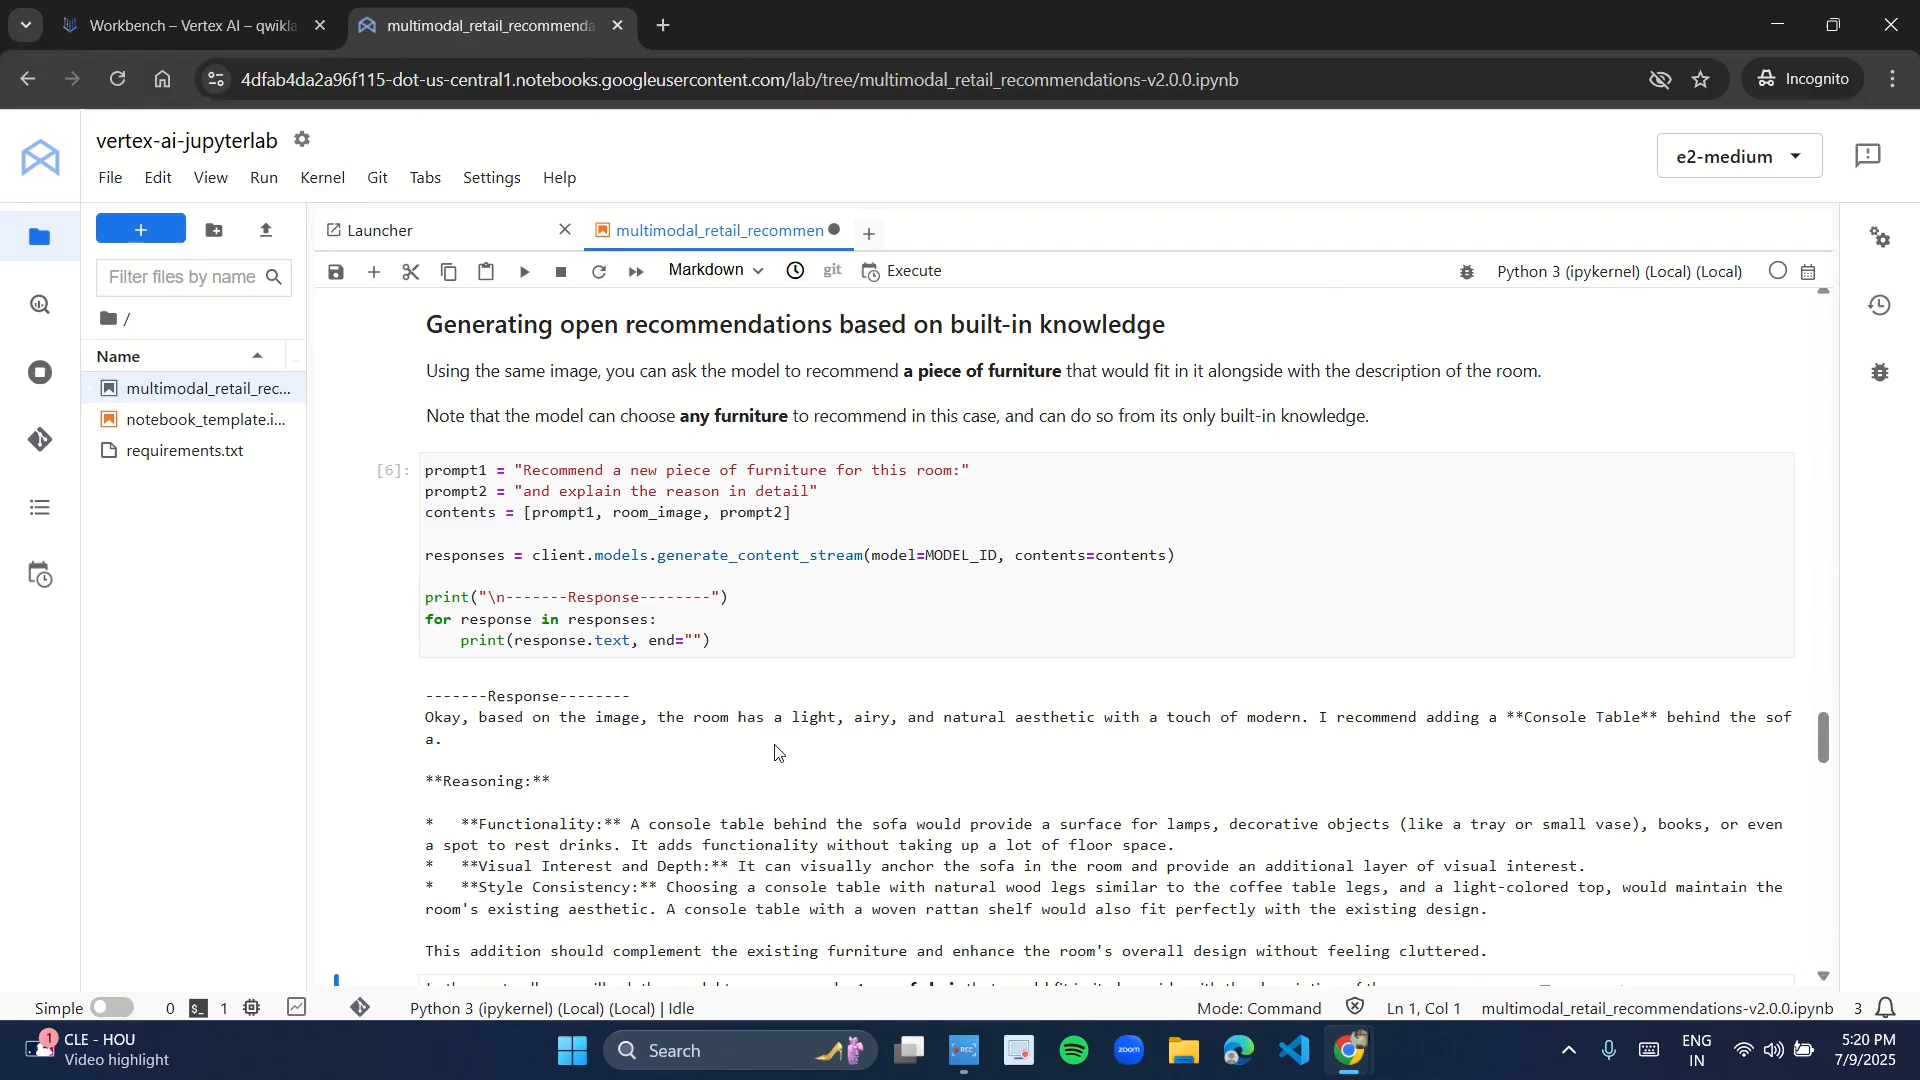 Workbench – Vertex AI – qwikla
multimodal_retail_recommenda
4dfab4da2a96f115-dot-us-central1.notebooks.googleusercontent.com/lab/tree/multimodal_retail_recommendations-v2.0.0.ipynb
Incognito
vertex-ai-jupyterlab
e2-medium
File Edit View Run Kernel Git Tabs Settings Help
Launcher
multimodal_retail_recommen
Filter files by name
Markdown
git
Execute
Python 3 (ipykernel) (Local) (Local)
/
Name
multimodal_retail_rec...
notebook_template.i...
requirements.txt
Generating open recommendations based on built-in knowledge
Using the same image, you can ask the model to recommend a piece of furniture that would fit in it alongside with the description of the room.
Note that the model can choose any furniture to recommend in this case, and can do so from its only built-in knowledge.
[6]:
prompt1 = "Recommend a new piece of furniture for this room:"
prompt2 = "and explain the reason in detail"
contents = [prompt1, room_image, prompt2]
responses = client.models.generate_content_stream(model=MODEL_ID, contents=contents)
print("\n-------Response--------")
for response in responses:
print(response.text, end="")
-------Response--------
Okay, based on the image, the room has a light, airy, and natural aesthetic with a touch of modern. I recommend adding a **Console Table** behind the sof
a.
**Reasoning:**
* **Functionality:** A console table behind the sofa would provide a surface for lamps, decorative objects (like a tray or small vase), books, or even
a spot to rest drinks. It adds functionality without taking up a lot of floor space.
* **Visual Interest and Depth:** It can visually anchor the sofa in the room and provide an additional layer of visual interest.
* **Style Consistency:** Choosing a console table with natural wood legs similar to the coffee table legs, and a light-colored top, would maintain the
room's existing aesthetic. A console table with a woven rattan shelf would also fit perfectly with the existing design.
This addition should complement the existing furniture and enhance the room's overall design without feeling cluttered.
Simple
0
1
Python 3 (ipykernel) (Local) (Local) | Idle
Mode: Command
Ln 1, Col 1
multimodal_retail_recommendations-v2.0.0.ipynb
3
1
CLE - HOU
Video highlight
Search
REC
zoom
ENG
IN
5:20 PM
7/9/2025